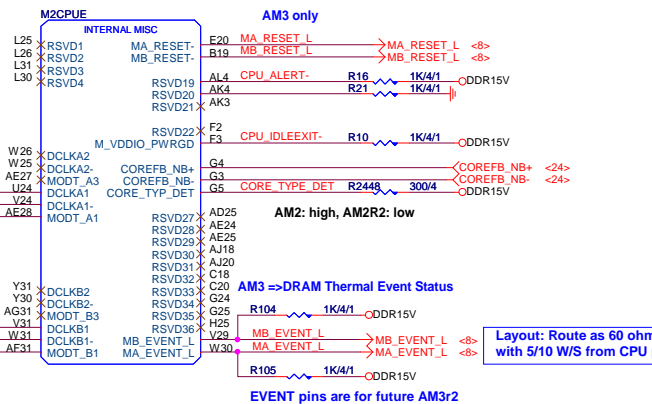 M2CPUE
AM3 only
INTERNAL MISC
L25 RSVD1 MA_RESET- E20 MA_RESET_L MA_RESET_L <8>
L26 RSVD2 MB_RESET- B19 MB_RESET_L MB_RESET_L <8>
L31 RSVD3
L30 RSVD4
RSVD19 AL4 CPU_ALERT- R16 1K/4/1 DDR15V
RSVD20 AK4 R21 1K/4/1
RSVD21 AK3
RSVD22 F2
M_VDDIO_PWRGD F3 CPU_IDLEEXIT- R10 1K/4/1 DDR15V
W26 DCLKA2
W25 DCLKA2- COREFB_NB+ G4 COREFB_NB+ <24>
AE27 MODT_A3 COREFB_NB- G3 COREFB_NB- <24>
U24 DCLKA1 CORE_TYP_DET G5 CORE_TYPE_DET R2448 300/4 DDR15V
V24 DCLKA1-
AE28 MODT_A1
AM2: high, AM2R2: low
RSVD27 AD25
RSVD28 AE24
RSVD29 AE25
RSVD30 AJ18
RSVD31 AJ20
RSVD32 C18
Y31 DCLKB2 RSVD33 C20
Y30 DCLKB2- RSVD34 G24
AG31 MODT_B3 RSVD35 G25
V31 DCLKB1 RSVD36 H25
W31 DCLKB1- MB_EVENT_L V29 MB_EVENT_L MB_EVENT_L <8>
AF31 MODT_B1 MA_EVENT_L W30 MA_EVENT_L MA_EVENT_L <8>
AM3 =>DRAM Thermal Event Status
R104 1K/4/1 DDR15V
R105 1K/4/1 DDR15V
Layout: Route as 60 ohm
with 5/10 W/S from CPU
EVENT pins are for future AM3r2